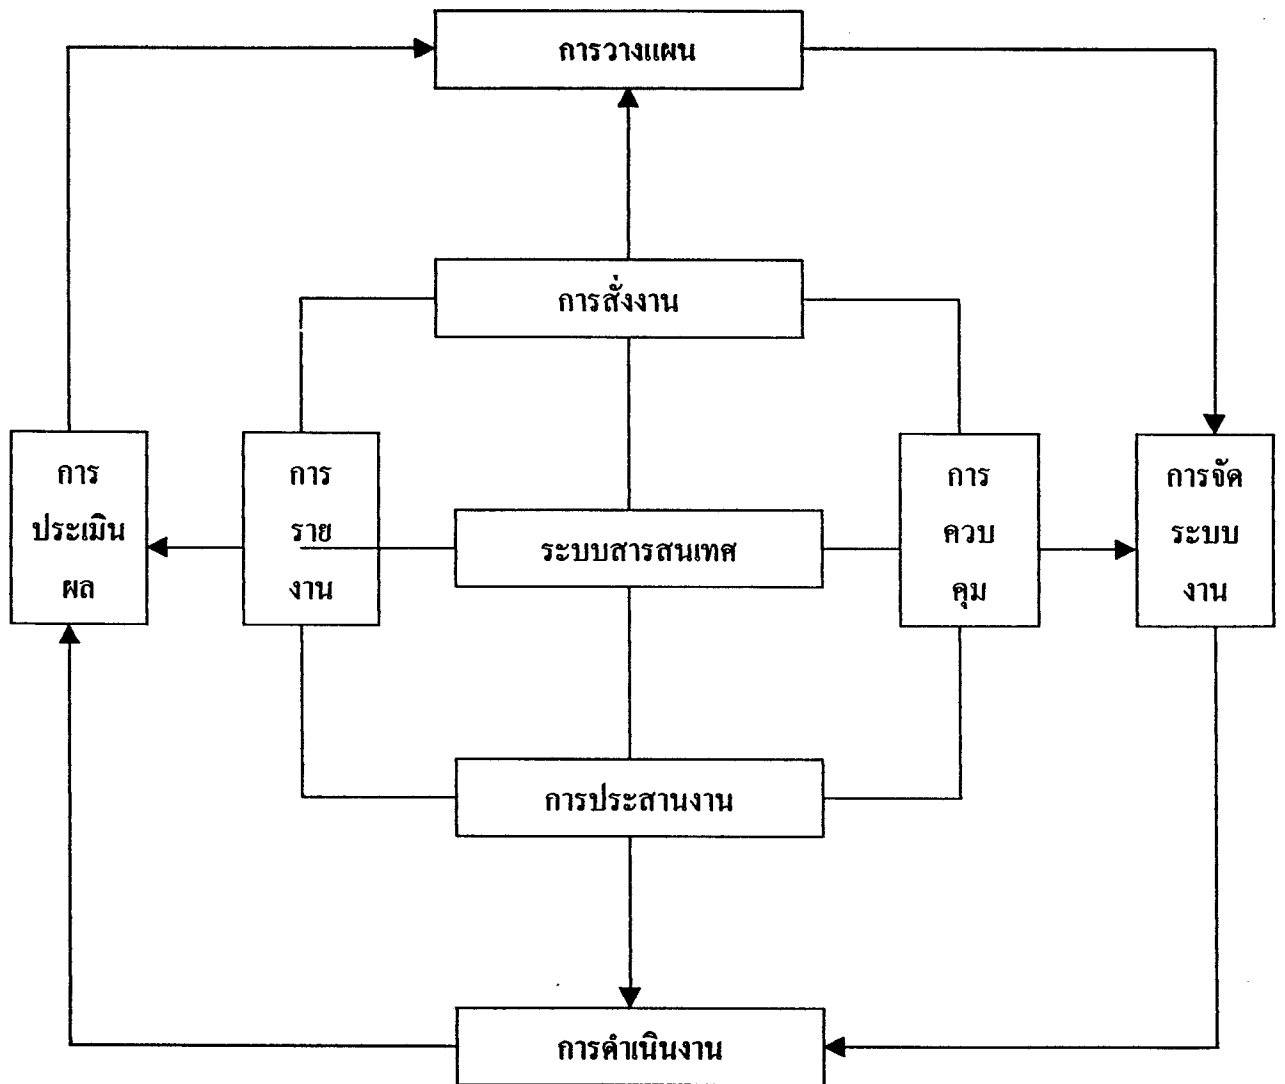 การวางแผน
การสั่งงาน
การ
ประเมิน
ผล
การ
ราย
งาน
ระบบสารสนเทศ
การ
ควบ
คุม
การจัด
ระบบ
งาน
การประสานงาน
การดำเนินงาน